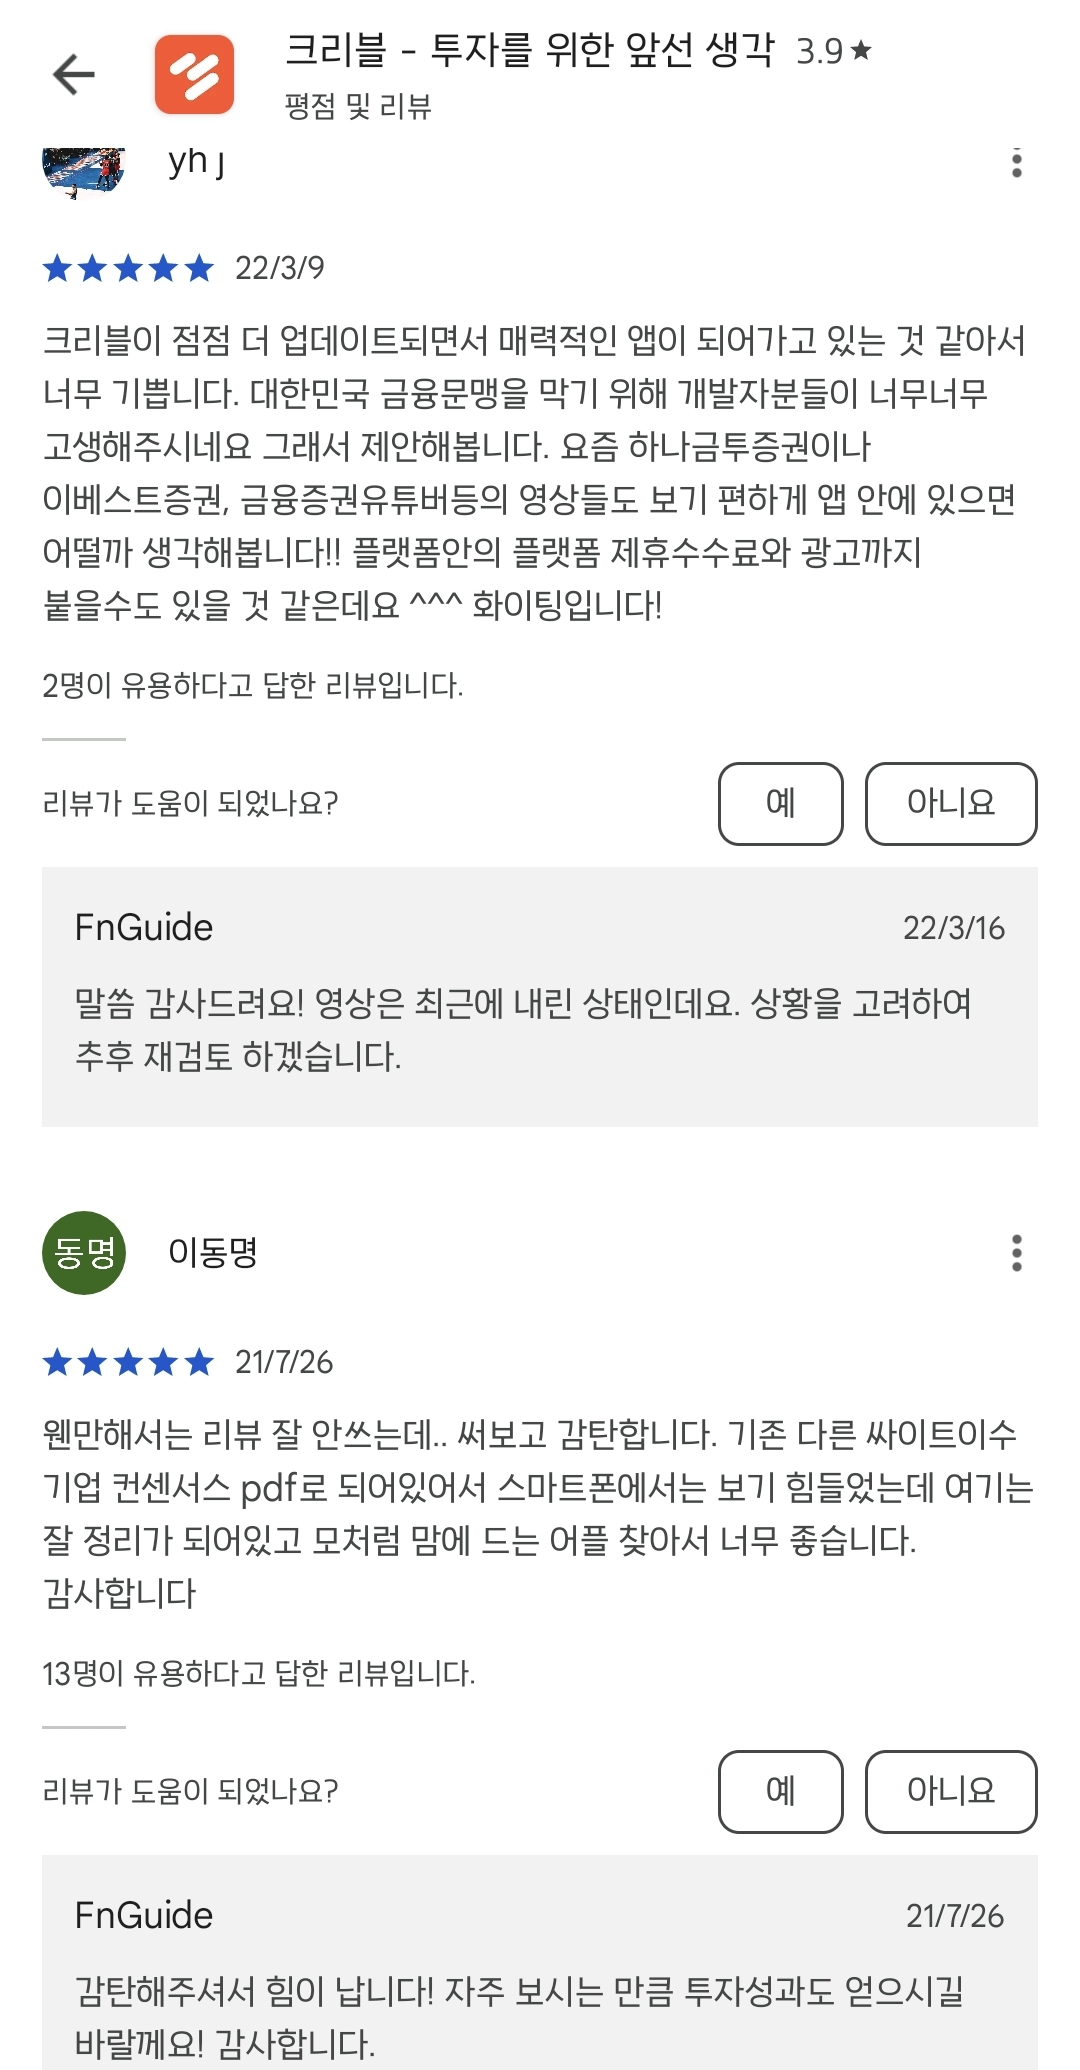 크리블 - 투자를 위한 앞선 생각 3.9★
평점 및 리뷰
yh j
22/3/9
크리블이 점점 더 업데이트되면서 매력적인 앱이 되어가고 있는 것 같아서
너무 기쁩니다. 대한민국 금융문맹을 막기 위해 개발자분들이 너무너무
고생해주시네요 그래서 제안해봅니다. 요즘 하나금투증권이나
이베스트증권, 금융증권유튜버등의 영상들도 보기 편하게 앱 안에 있으면
어떨까 생각해봅니다!! 플랫폼안의 플랫폼 제휴수수료와 광고까지
붙을수도 있을 것 같은데요 ^^^ 화이팅입니다!
2명이 유용하다고 답한 리뷰입니다.
리뷰가 도움이 되었나요? 예 아니요
FnGuide 22/3/16
말씀 감사드려요! 영상은 최근에 내린 상태인데요. 상황을 고려하여
추후 재검토 하겠습니다.
동명 이동명
21/7/26
웬만해서는 리뷰 잘 안쓰는데.. 써보고 감탄합니다. 기존 다른 싸이트이수
기업 컨센서스 pdf로 되어있어서 스마트폰에서는 보기 힘들었는데 여기는
잘 정리가 되어있고 모처럼 맘에 드는 어플 찾아서 너무 좋습니다.
감사합니다
13명이 유용하다고 답한 리뷰입니다.
리뷰가 도움이 되었나요? 예 아니요
FnGuide 21/7/26
감탄해주셔서 힘이 납니다! 자주 보시는 만큼 투자성과도 얻으시길
바랄께요! 감사합니다.